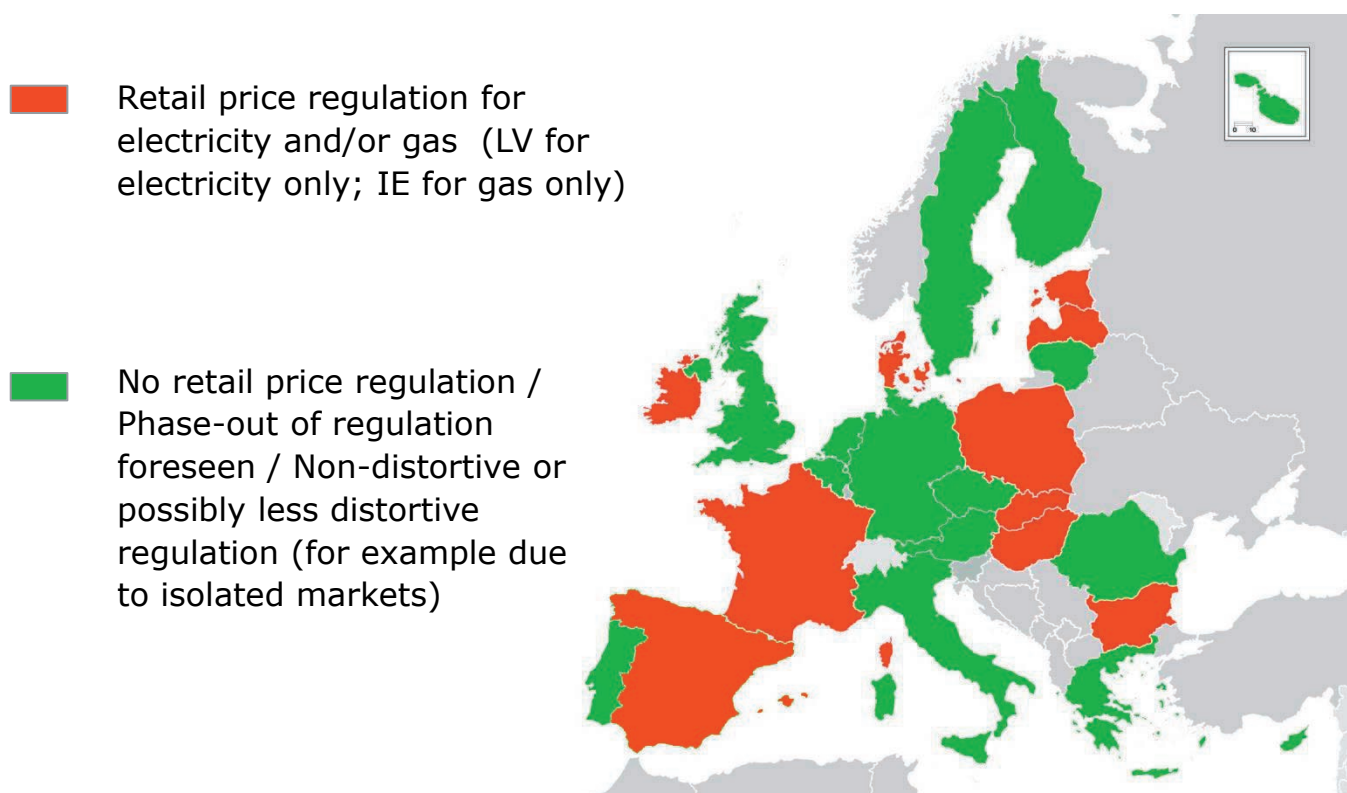 Retail price regulation for
electricity and/or gas (LV for
electricity only; IE for gas only)
No retail price regulation /
Phase-out of regulation
foreseen / Non-distortive or
possibly less distortive
regulation (for example due
to isolated markets)
0 10